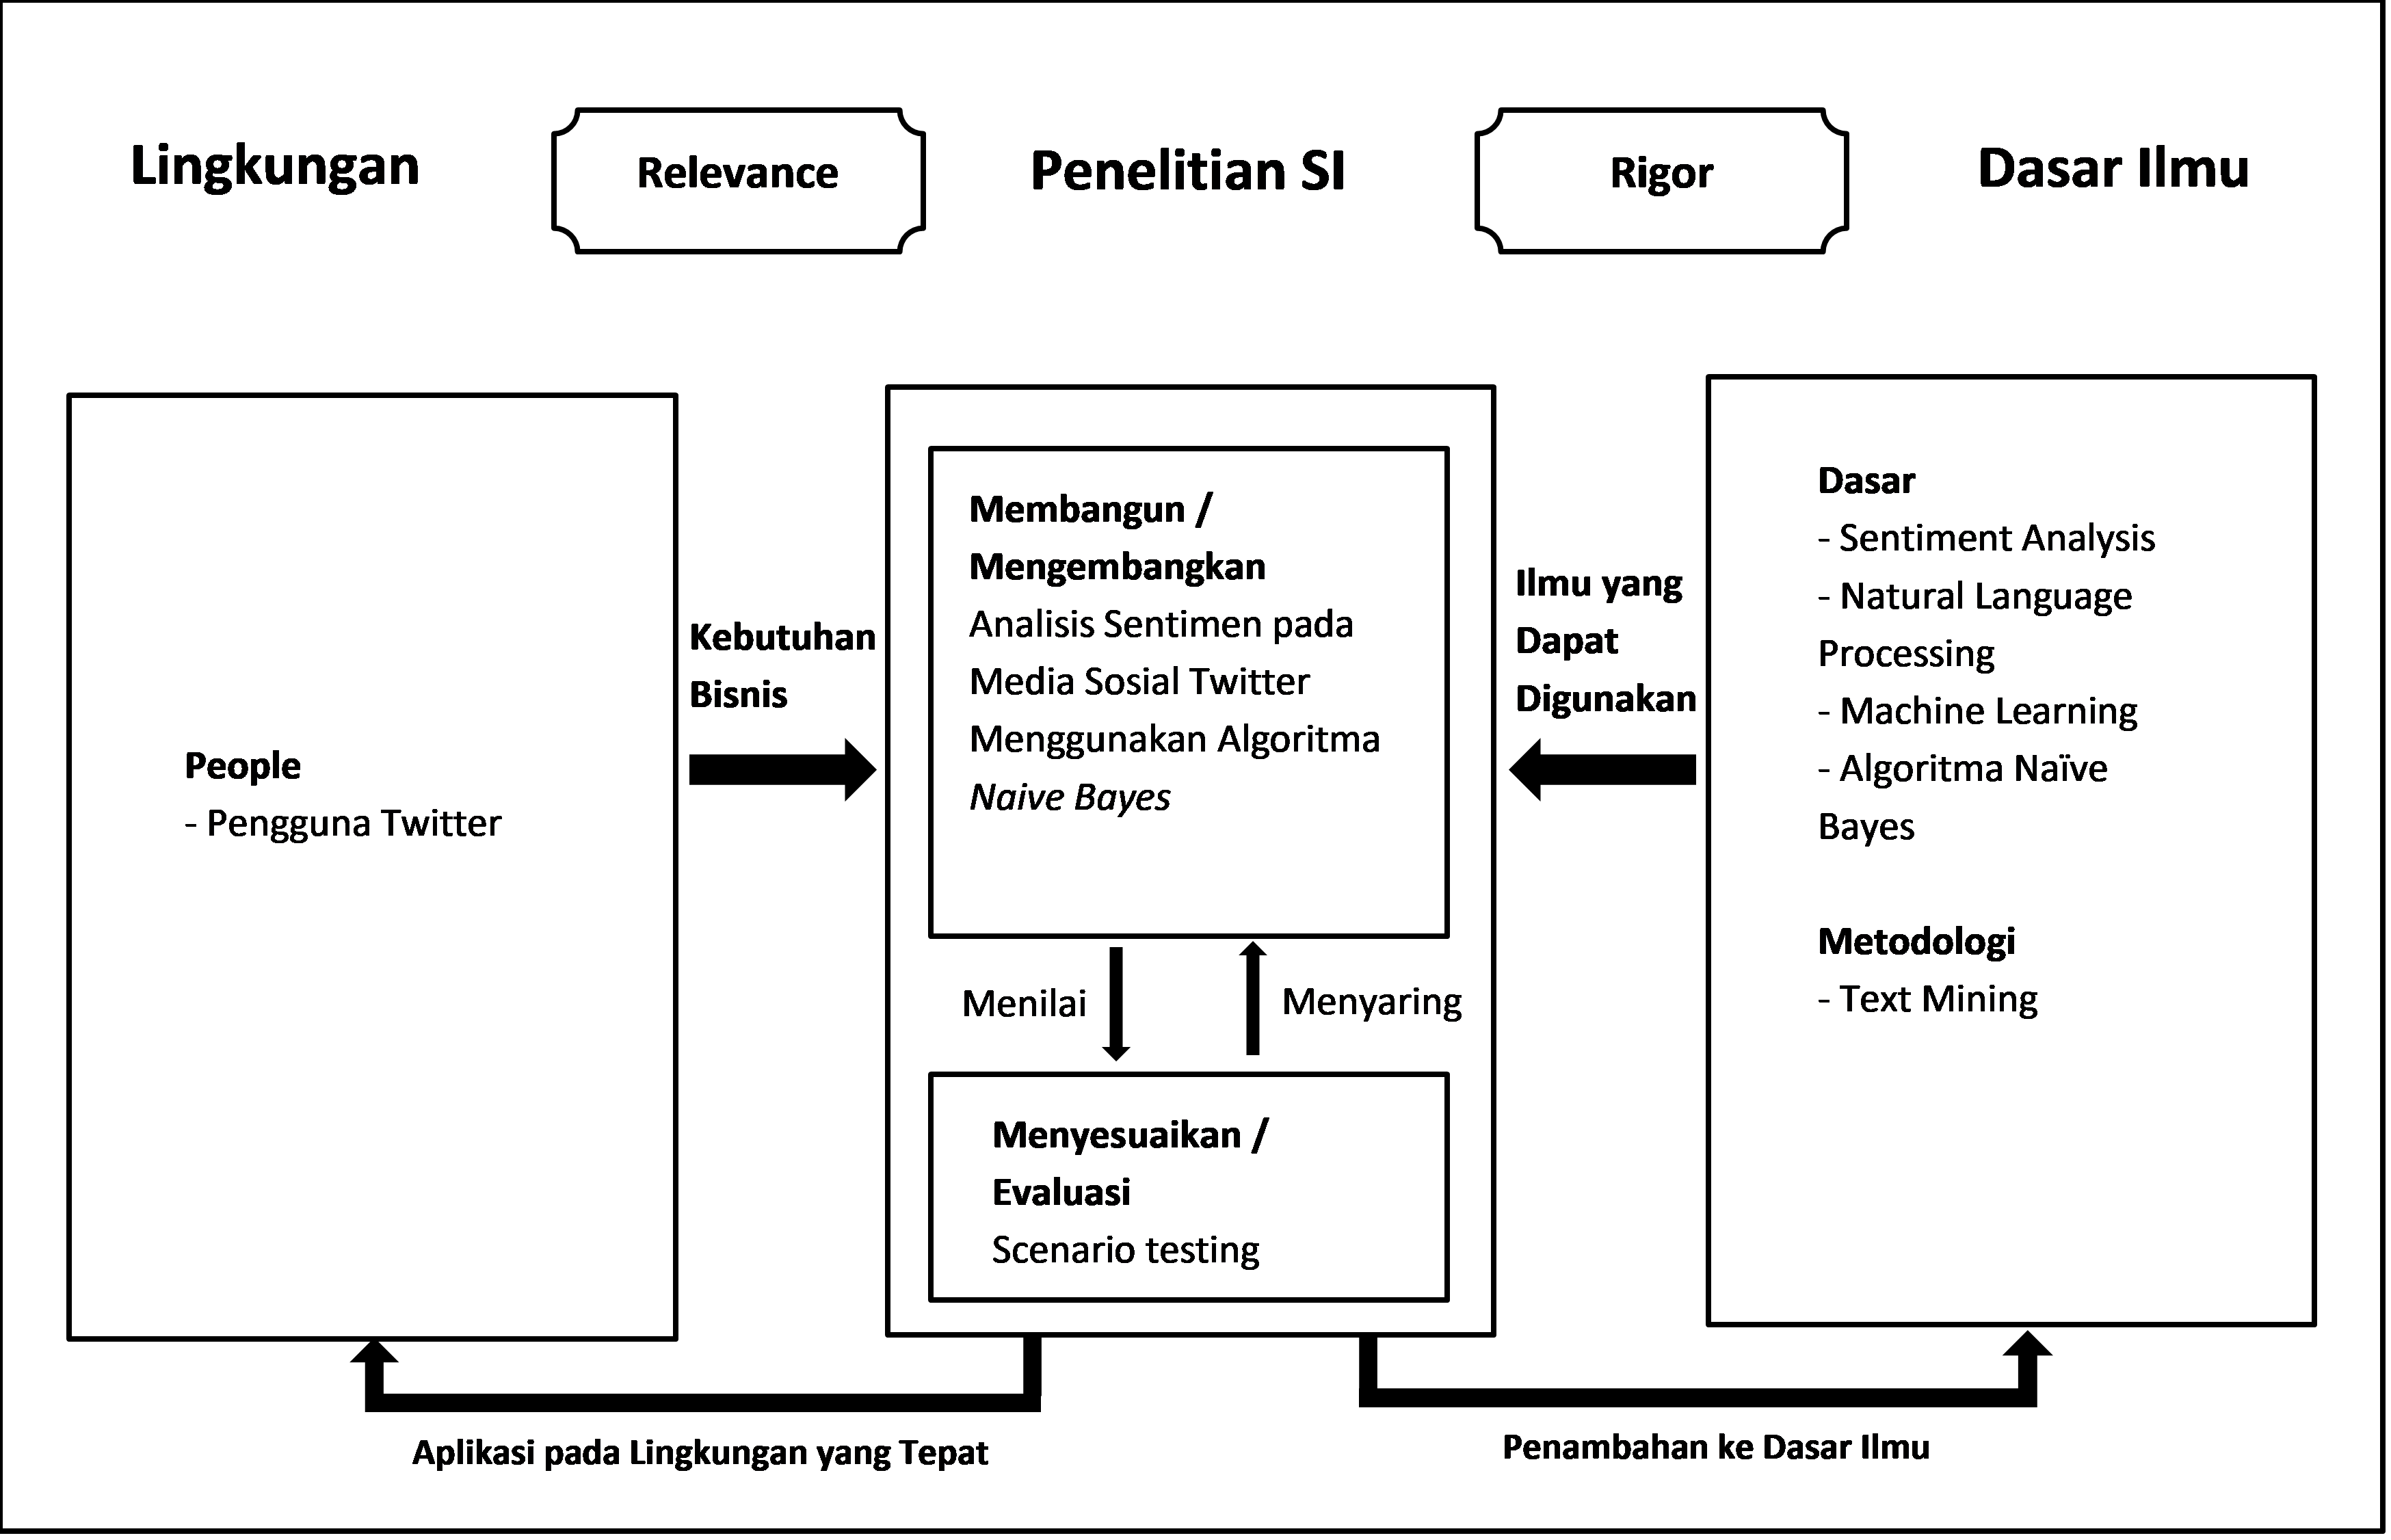 Lingkungan
Relevance
Penelitian SI
Rigor
Dasar Ilmu
People
- Pengguna Twitter
Kebutuhan
Bisnis
Membangun /
Mengembangkan
Analisis Sentimen pada
Media Sosial Twitter
Menggunakan Algoritma
Naive Bayes
Menilai
Menyaring
Menyesuaikan /
Evaluasi
Scenario testing
Ilmu yang
Dapat
Digunakan
Dasar
- Sentiment Analysis
- Natural Language
Processing
- Machine Learning
- Algoritma Naïve
Bayes
Metodologi
- Text Mining
Aplikasi pada Lingkungan yang Tepat
Penambahan ke Dasar Ilmu